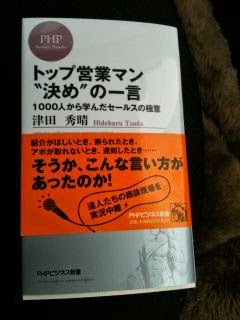 PHP
Business Shinsho
トップ営業マン
“決め”の一言
1000人から学んだセールスの極意
津田 秀晴
Hideharu Tsuda
紹介がほしいとき、断られたとき、
アポが取れないとき、遅刻したとき……
そうか、こんな言い方が
あったのか!
達人たちの商談現場を
実況中継
PHPビジネス新書
PHPビジネス新書